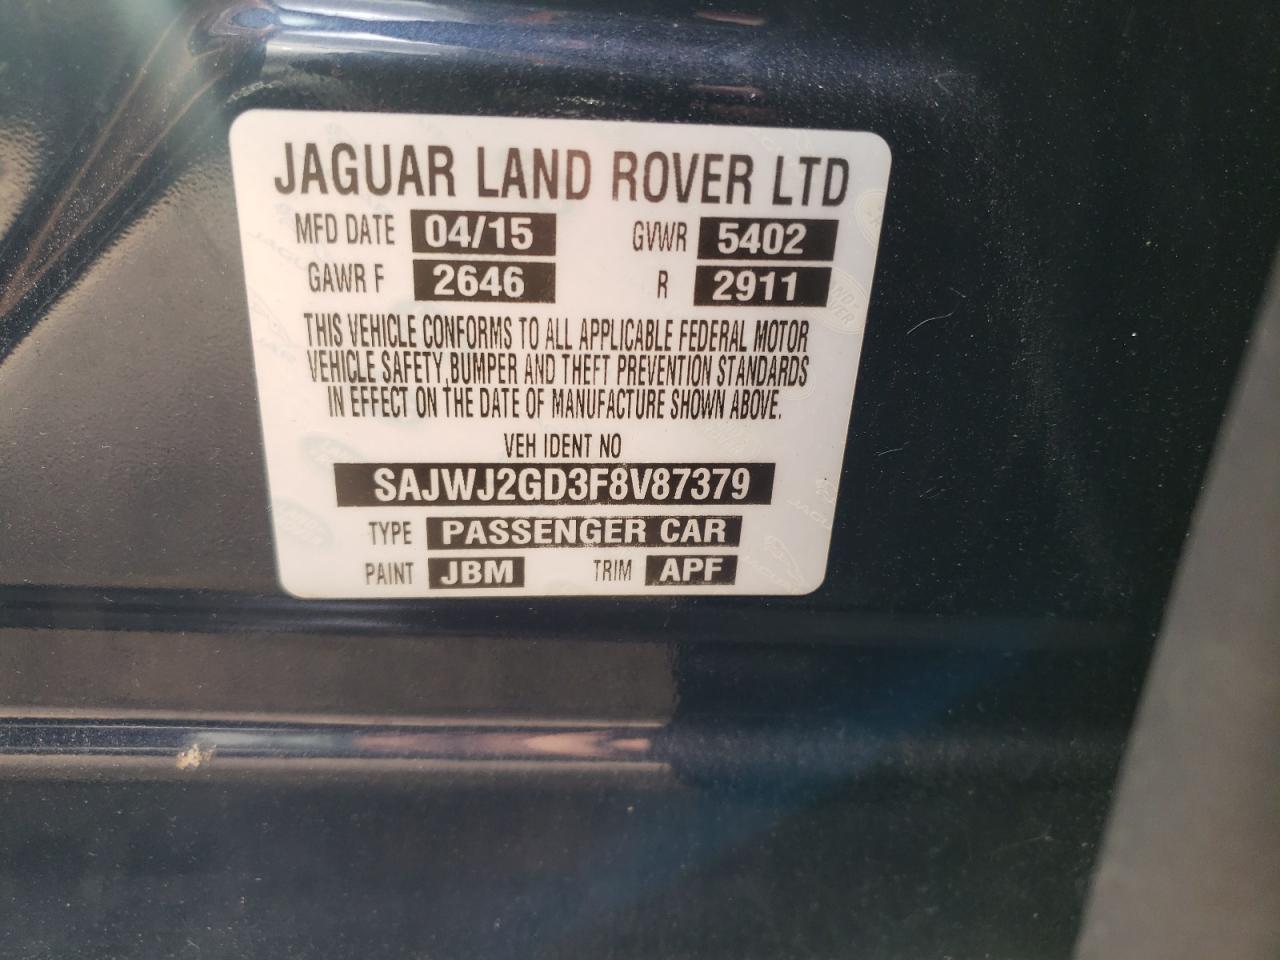 JAGUAR LAND ROVER LTD
MFD DATE 04/15 GVWR 5402
GAWR F 2646 R 2911
THIS VEHICLE CONFORMS TO ALL APPLICABLE FEDERAL MOTOR
VEHICLE SAFETY,BUMPER AND THEFT PREVENTION STANDARDS
IN EFFECT ON THE DATE OF MANUFACTURE SHOWN ABOVE.
VEH IDENT NO
SAJWJ2GD3F8V87379
TYPE PASSENGER CAR
PAINT JBM TRIM APF